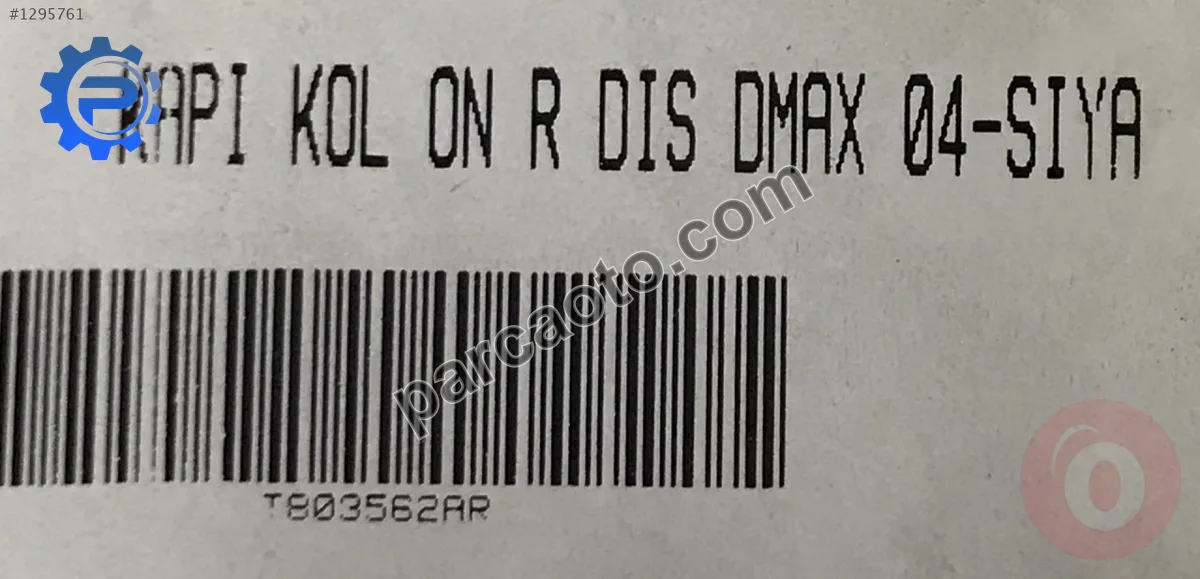 #1295761
KAPI KOL ON R DIS DMAX 04-SIYA
parcaoto.com
T803562AR